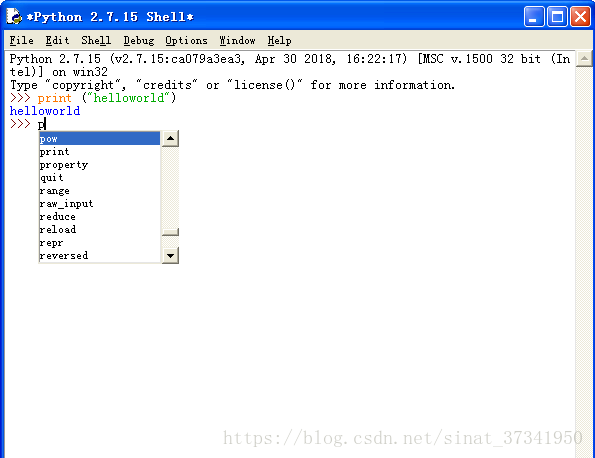 *Python 2.7.15 Shell*
File Edit Shell Debug Options Window Help
Python 2.7.15 (v2.7.15:ca079a3ea3, Apr 30 2018, 16:22:17) [MSC v.1500 32 bit (In
tel)] on win32
Type "copyright", "credits" or "license()" for more information.
>>> print ("helloworld")
helloworld
>>> p
pow
print
property
quit
range
raw_input
reduce
reload
repr
reversed
https://blog.csdn.net/sinat_37341950